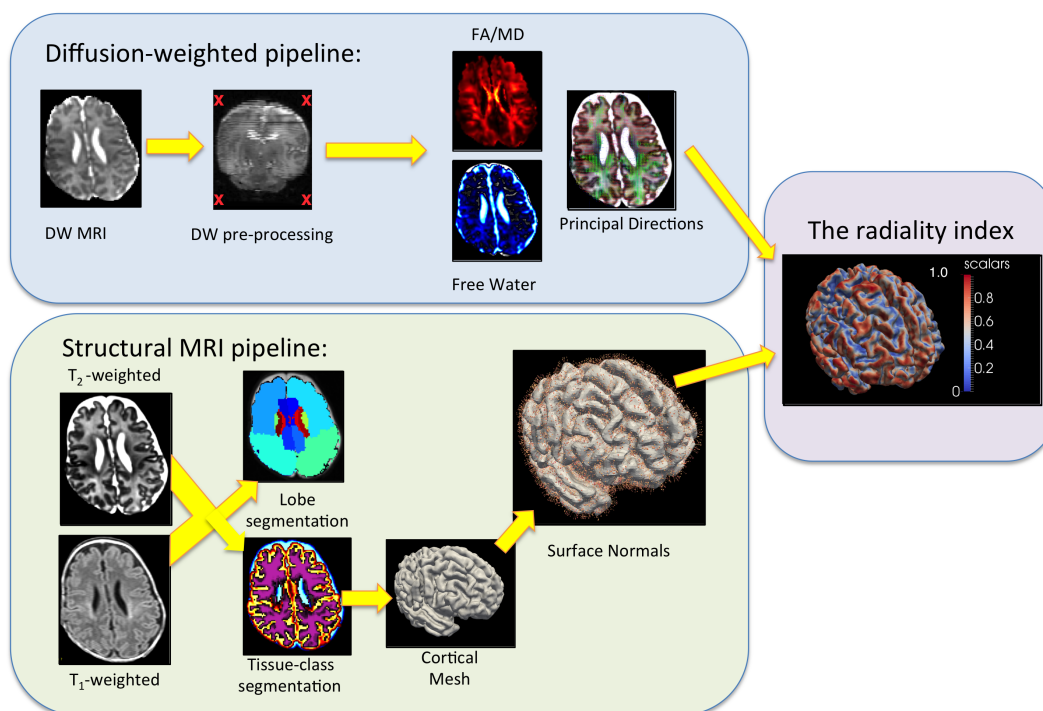 Diffusion-weighted pipeline:
FA/MD
X X
X X
DW MRI
DW pre-processing
Principal Directions
Free Water
The radiality index
scalars
1.0
0.8
0.6
0.4
0.2
0
Structural MRI pipeline:
T2-weighted
Lobe
segmentation
Surface Normals
T1-weighted
Tissue-class
segmentation
Cortical
Mesh